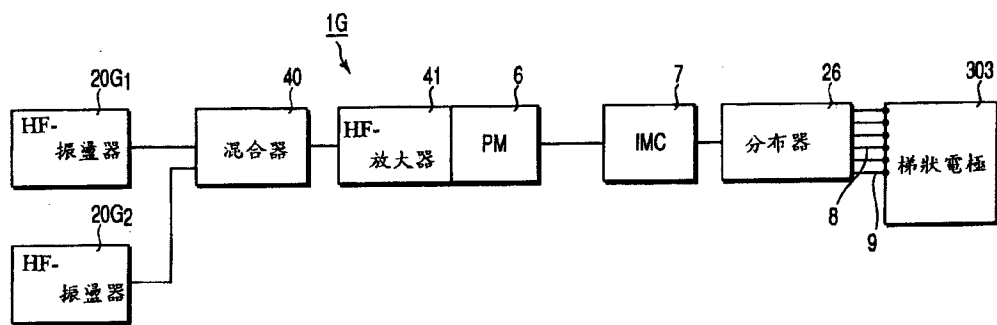 1G
20G1
HF-
振盪器
40
混合器
41
HF-
放大器
6
PM
7
IMC
26
分布器
303
梯狀電極
8
9
20G2
HF-
振盪器